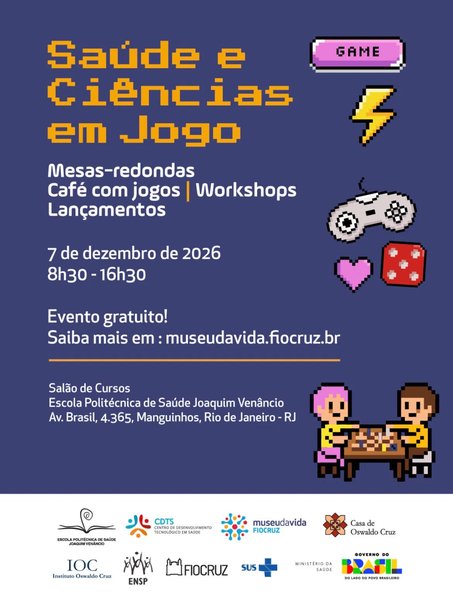 Saúde e
Ciências
em Jogo
GAME
Mesas-redondas
Café com jogos | Workshops
Lançamentos
7 de dezembro de 2026
8h30 - 16h30
Evento gratuito!
Saiba mais em : museudavida.fiocruz.br
Salão de Cursos
Escola Politécnica de Saúde Joaquim Venâncio
Av. Brasil, 4.365, Manguinhos, Rio de Janeiro - RJ
ESCOLA POLITÉCNICA DE SAÚDE
JOAQUIM VENÂNCIO
CDTS
CENTRO DE DESENVOLVIMENTO
TECNOLÓGICO EM SAÚDE
museudavida
FIOCRUZ
Casa de
Oswaldo Cruz
IOC
Instituto Oswaldo Cruz
ENSP
FIOCRUZ
SUS
MINISTÉRIO DA
SAÚDE
GOVERNO DO
BRASIL
DO LADO DO POVO BRASILEIRO